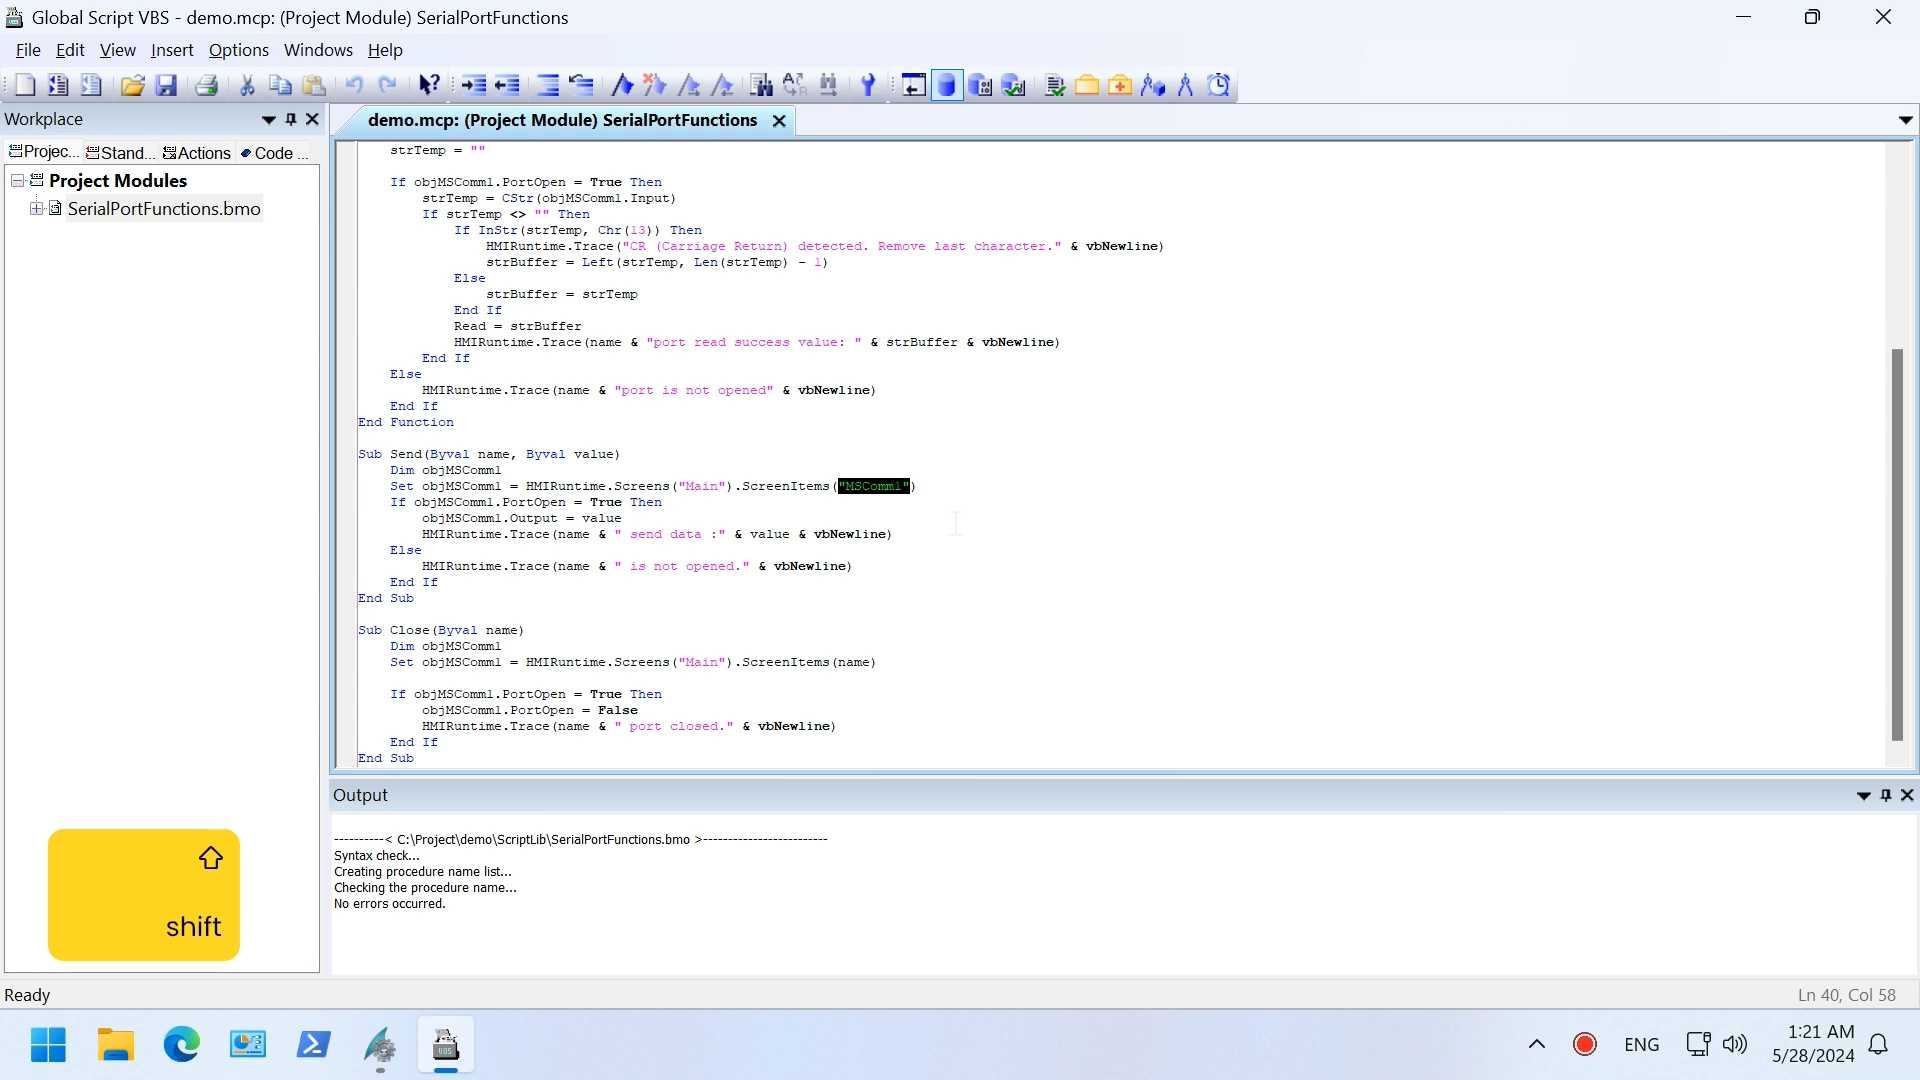 Global Script VBS - demo.mcp: (Project Module) SerialPortFunctions
File Edit View Insert Options Windows Help
Workplace
Projec... Stand... Actions Code ...
Project Modules
SerialPortFunctions.bmo
demo.mcp: (Project Module) SerialPortFunctions
strTemp = ""
If objMSComm1.PortOpen = True Then
strTemp = CStr(objMSComm1.Input)
If strTemp <> "" Then
If InStr(strTemp, Chr(13)) Then
HMIRuntime.Trace("CR (Carriage Return) detected. Remove last character." & vbNewline)
strBuffer = Left(strTemp, Len(strTemp) - 1)
Else
strBuffer = strTemp
End If
Read = strBuffer
HMIRuntime.Trace(name & "port read success value: " & strBuffer & vbNewline)
End If
Else
HMIRuntime.Trace(name & "port is not opened" & vbNewline)
End If
End Function
Sub Send(Byval name, Byval value)
Dim objMSComm1
Set objMSComm1 = HMIRuntime.Screens("Main").ScreenItems("MSComm1")
If objMSComm1.PortOpen = True Then
objMSComm1.Output = value
HMIRuntime.Trace(name & " send data :" & value & vbNewline)
Else
HMIRuntime.Trace(name & " is not opened." & vbNewline)
End If
End Sub
Sub Close(Byval name)
Dim objMSComm1
Set objMSComm1 = HMIRuntime.Screens("Main").ScreenItems(name)
If objMSComm1.PortOpen = True Then
objMSComm1.PortOpen = False
HMIRuntime.Trace(name & " port closed." & vbNewline)
End If
End Sub
Output
----------< C:\Project\demo\ScriptLib\SerialPortFunctions.bmo >-------------------------
Syntax check...
Creating procedure name list...
Checking the procedure name...
No errors occurred.
shift
Ready
Ln 40, Col 58
ENG
1:21 AM
5/28/2024